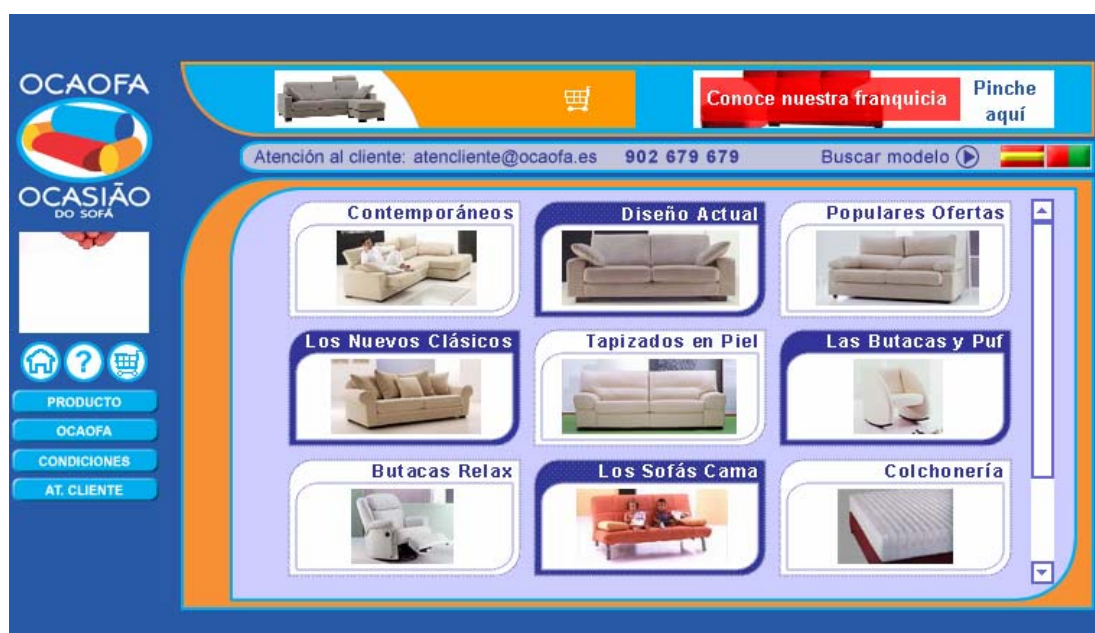 OCAOFA
OCASIÃO
DO SOFÁ
Conoce nuestra franquicia
Pinche
aquí
Atención al cliente: atencliente@ocaofa.es 902 679 679 Buscar modelo
Contemporáneos
Diseño Actual
Populares Ofertas
Los Nuevos Clásicos
Tapizados en Piel
Las Butacas y Puf
Butacas Relax
Los Sofás Cama
Colchonería
?
PRODUCTO
OCAOFA
CONDICIONES
AT. CLIENTE